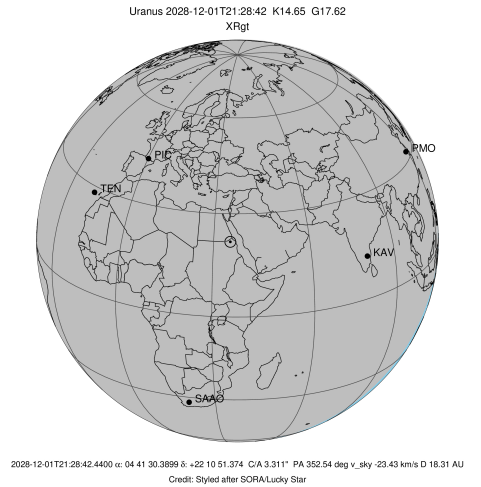 Uranus 2028-12-01T21:28:42 K14.65 G17.62
XRgt
PMO
PIC
TEN
KAV
SAAO
2028-12-01T21:28:42.4400 α: 04 41 30.3899 δ: +22 10 51.374 C/A 3.311" PA 352.54 deg v_sky -23.43 km/s D 18.31 AU
Credit: Styled after SORA/Lucky Star